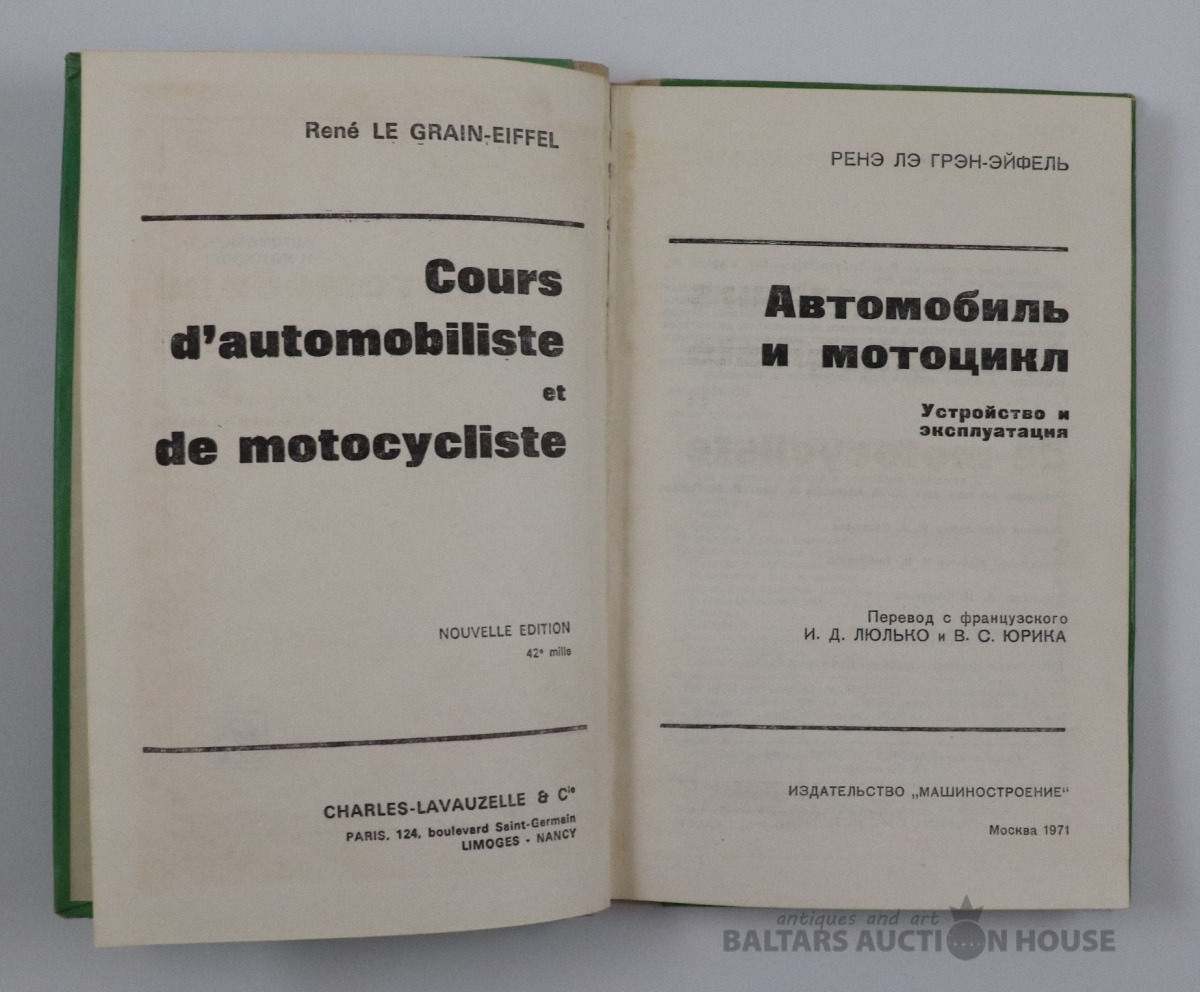 René LE GRAIN-EIFFEL
Cours
d'automobiliste
et
de motocycliste
NOUVELLE EDITION
42e mille
CHARLES-LAVAUZELLE & Cie
PARIS, 124, boulevard Saint-Germain
LIMOGES - NANCY
РЕНЭ ЛЭ ГРЭН-ЭЙФЕЛЬ
Автомобиль
и мотоцикл
Устройство и
эксплуатация
Перевод с французского
И. Д. ЛЮЛЬКО и В. С. ЮРИКА
ИЗДАТЕЛЬСТВО „МАШИНОСТРОЕНИЕ“
Москва 1971
antiques and art
BALTARS AUCTION HOUSE